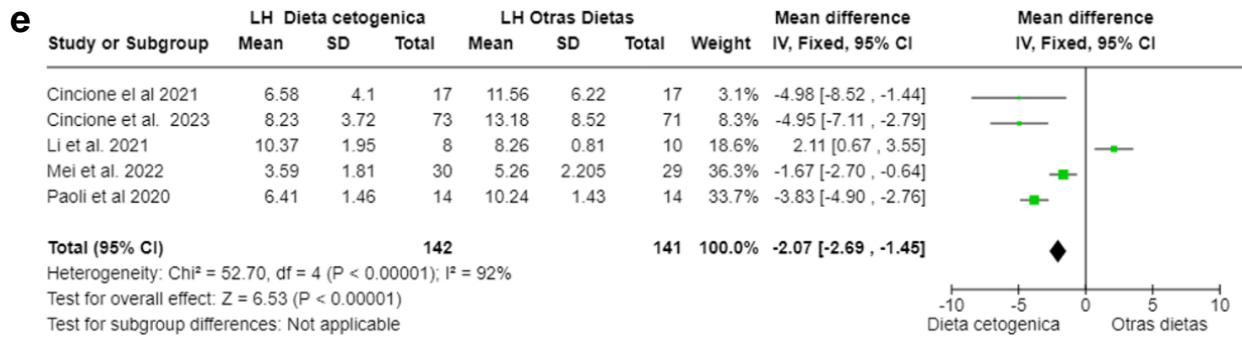 e
LH Dieta cetogenica LH Otras Dietas Mean difference Mean difference
Study or Subgroup Mean SD Total Mean SD Total Weight IV, Fixed, 95% CI IV, Fixed, 95% CI
Cincione el al 2021 6.58 4.1 17 11.56 6.22 17 3.1% -4.98 [-8.52 , -1.44]
Cincione et al. 2023 8.23 3.72 73 13.18 8.52 71 8.3% -4.95 [-7.11 , -2.79]
Li et al. 2021 10.37 1.95 8 8.26 0.81 10 18.6% 2.11 [0.67 , 3.55]
Mei et al. 2022 3.59 1.81 30 5.26 2.205 29 36.3% -1.67 [-2.70 , -0.64]
Paoli et al 2020 6.41 1.46 14 10.24 1.43 14 33.7% -3.83 [-4.90 , -2.76]
Total (95% CI) 142 141 100.0% -2.07 [-2.69 , -1.45]
Heterogeneity: Chi² = 52.70, df = 4 (P < 0.00001); I² = 92%
Test for overall effect: Z = 6.53 (P < 0.00001)
-10 -5 0 5 10
Test for subgroup differences: Not applicable
Dieta cetogenica Otras dietas